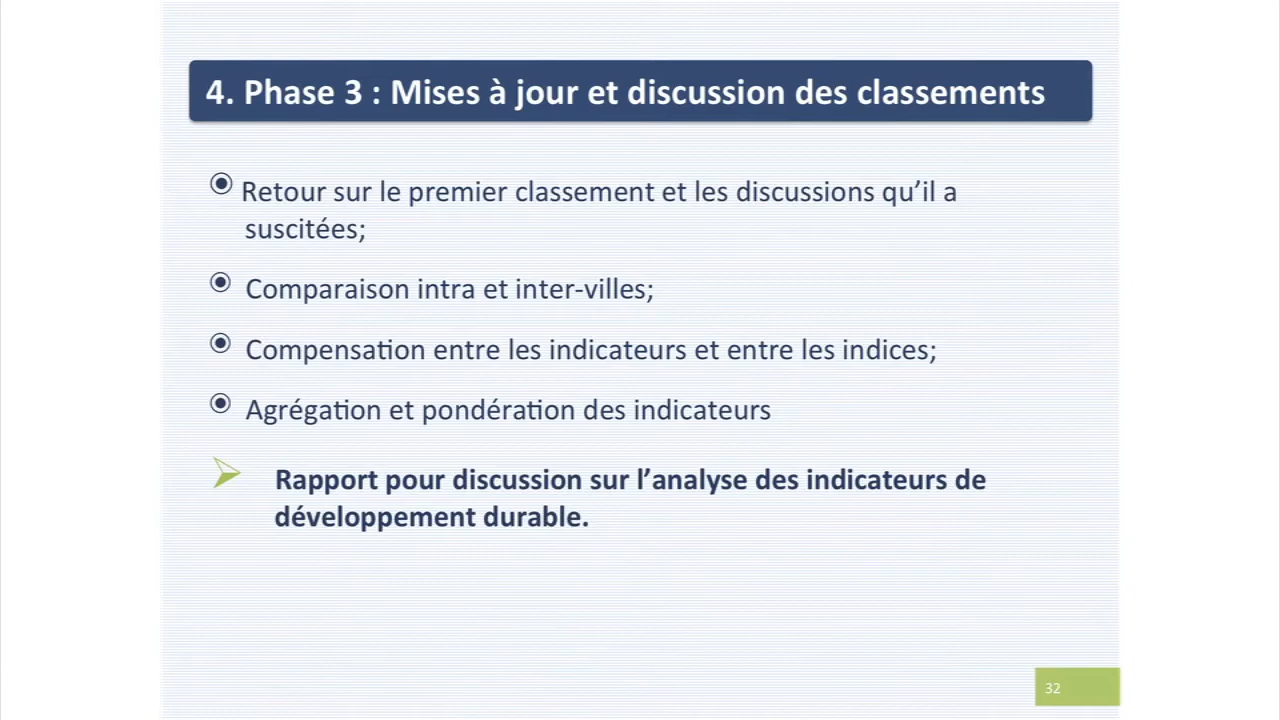 4. Phase 3 : Mises à jour et discussion des classements
Retour sur le premier classement et les discussions qu’il a
suscitées;
Comparaison intra et inter-villes;
Compensation entre les indicateurs et entre les indices;
Agrégation et pondération des indicateurs
Rapport pour discussion sur l’analyse des indicateurs de
développement durable.
32